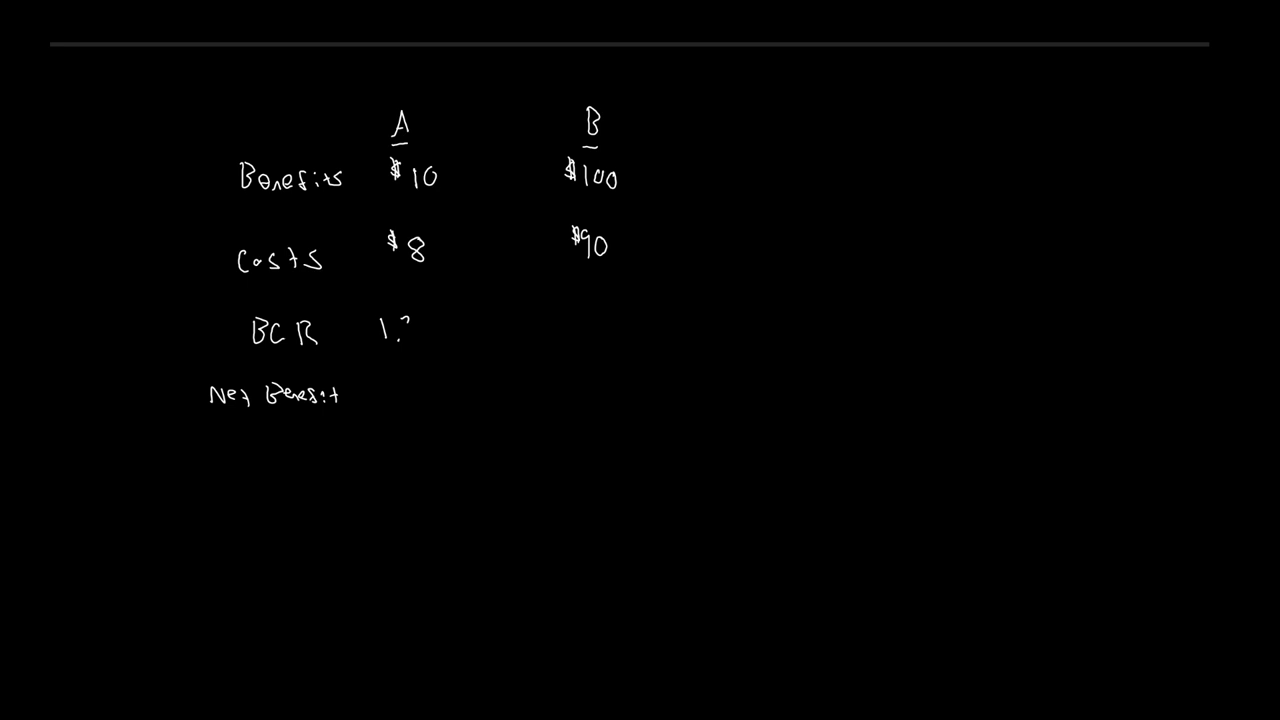 A B
Benefits $10 $100
Costs $8 $90
BCR 1.
Net Benefit